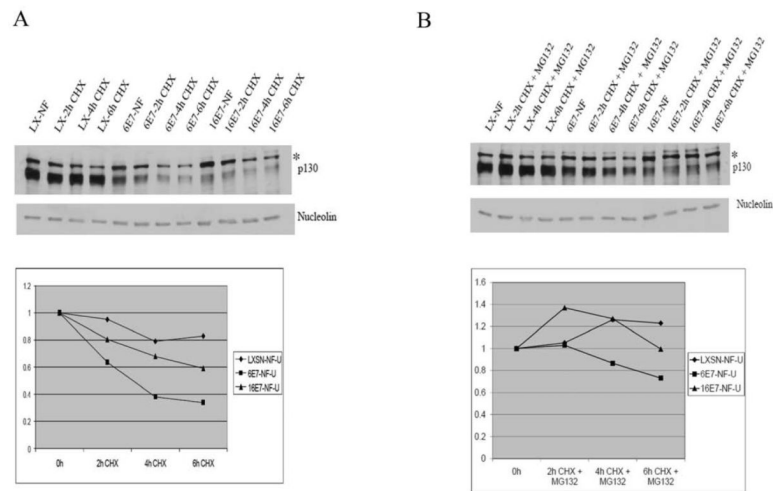 A
LX-NF
LX-2h CHX
LX-4h CHX
LX-6h CHX
6E7-NF
6E7-2h CHX
6E7-4h CHX
6E7-6h CHX
16E7-NF
16E7-2h CHX
16E7-4h CHX
16E7-6h CHX
*
p130
Nucleolin
1.2
1
0.8
0.6
0.4
0.2
0
0h
2h CHX
4h CHX
6h CHX
LXSN-NF-U
6E7-NF-U
16E7-NF-U
B
LX-NF
LX-2h CHX + MG132
LX-4h CHX + MG132
LX-6h CHX + MG132
6E7-NF
6E7-2h CHX + MG132
6E7-4h CHX + MG132
6E7-6h CHX + MG132
16E7-NF
16E7-2h CHX + MG132
16E7-4h CHX + MG132
16E7-6h CHX + MG132
*
p130
Nucleolin
1.6
1.4
1.2
1
0.8
0.6
0.4
0.2
0
0h
2h CHX +
MG132
4h CHX +
MG132
6h CHX +
MG132
LXSN-NF-U
6E7-NF-U
16E7-NF-U